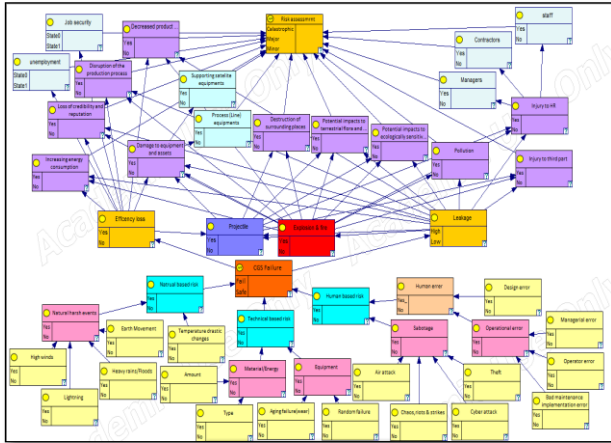 Job security
State0
State1
Decreased product ...
Yes
No
Risk assessment
Catastrophic
Major
Minor
staff
Yes
No
unemployment
State0
State1
Disruption of the
production process
Yes
No
Supporting satelite
equipments
Yes
No
Contractors
Yes
No
Managers
Yes
No
Loss of credibility and
reputation
Yes
No
Process (Line)
equipments
Yes
No
Destruction of
surrounding places
Yes
No
Potential impacts to
terrestrial flora and ...
Yes
No
Potential impacts to
ecologically sensitiv...
Yes
No
Injury to HR
Yes
No
Increasing energy
consumption
Yes
No
Damage to equipment
and assets
Yes
No
Pollution
Yes
No
Injury to third part
Yes
No
Efficency loss
Yes
No
Projectile
Yes
No
Explosion & fire
Yes
No
Leakage
High
Low
CGS Failure
Fail
Safe
Natrual based risk
Yes
No
Human based risk
Yes
No
Human error
Yes
No
Design error
Yes
No
Natural harsh events
Yes
No
Earth Movement
Yes
No
Temperature drastic
changes
Yes
No
Technical based risk
Yes
No
Sabotage
Yes
No
Operational error
Yes
No
Managerial error
Yes
No
High winds
Yes
No
Heavy rains/floods
Yes
No
Amount
Yes
No
Material/Energy
Yes
No
Equipment
Yes
No
Air attack
Yes
No
Theft
Yes
No
Operator error
Yes
No
Lightning
Yes
No
Type
Yes
No
Aging failure(wear)
Yes
No
Random failure
Yes
No
Chaos, riots & strikes
Yes
No
Cyber attack
Yes
No
Bad maintenance
implementation error
Yes
No